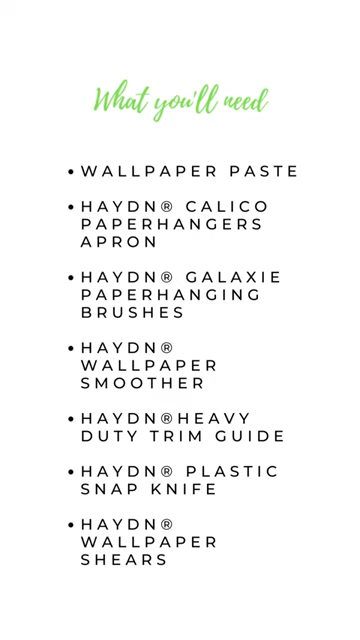 What you'll need
• WALLPAPER PASTE
• HAYDN® CALICO
PAPERHANGERS
APRON
• HAYDN® GALAXIE
PAPERHANGING
BRUSHES
• HAYDN®
WALLPAPER
SMOOTHER
• HAYDN®HEAVY
DUTY TRIM GUIDE
• HAYDN® PLASTIC
SNAP KNIFE
• HAYDN®
WALLPAPER
SHEARS